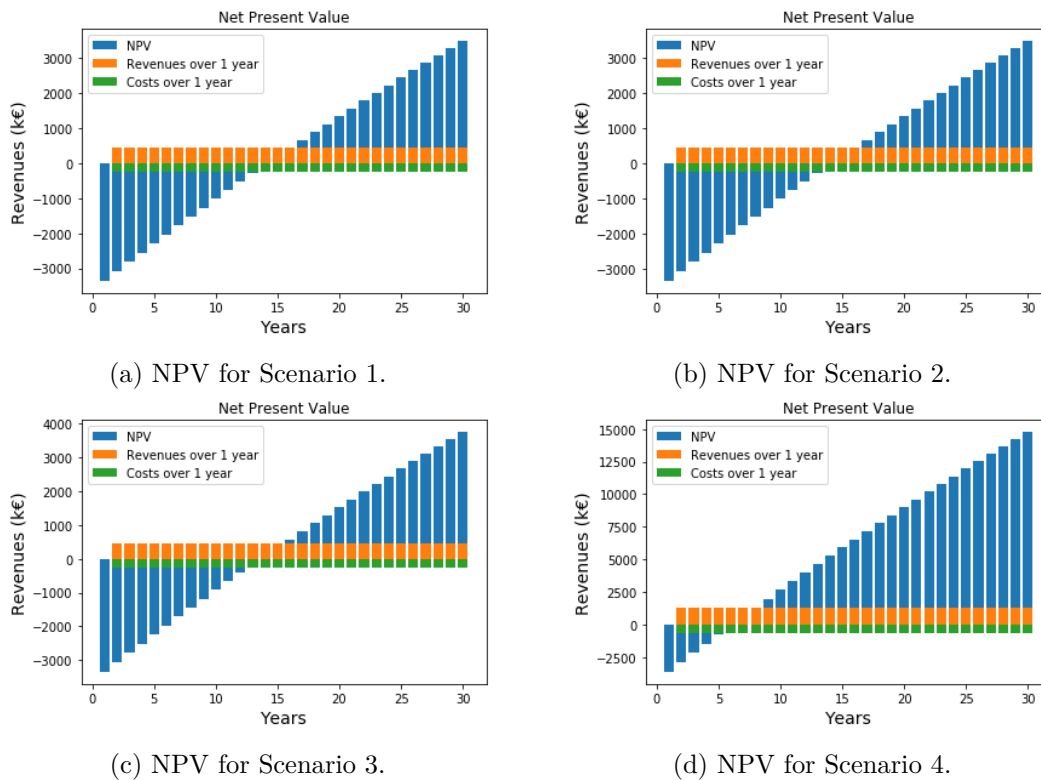 Net Present Value
NPV
Revenues over 1 year
Costs over 1 year
Revenues (k€)
3000
2000
1000
0
−1000
−2000
−3000
0 5 10 15 20 25 30
Years
(a) NPV for Scenario 1.
Net Present Value
NPV
Revenues over 1 year
Costs over 1 year
Revenues (k€)
3000
2000
1000
0
−1000
−2000
−3000
0 5 10 15 20 25 30
Years
(b) NPV for Scenario 2.
Net Present Value
NPV
Revenues over 1 year
Costs over 1 year
Revenues (k€)
4000
3000
2000
1000
0
−1000
−2000
−3000
0 5 10 15 20 25 30
Years
(c) NPV for Scenario 3.
Net Present Value
NPV
Revenues over 1 year
Costs over 1 year
Revenues (k€)
15000
12500
10000
7500
5000
2500
0
−2500
0 5 10 15 20 25 30
Years
(d) NPV for Scenario 4.